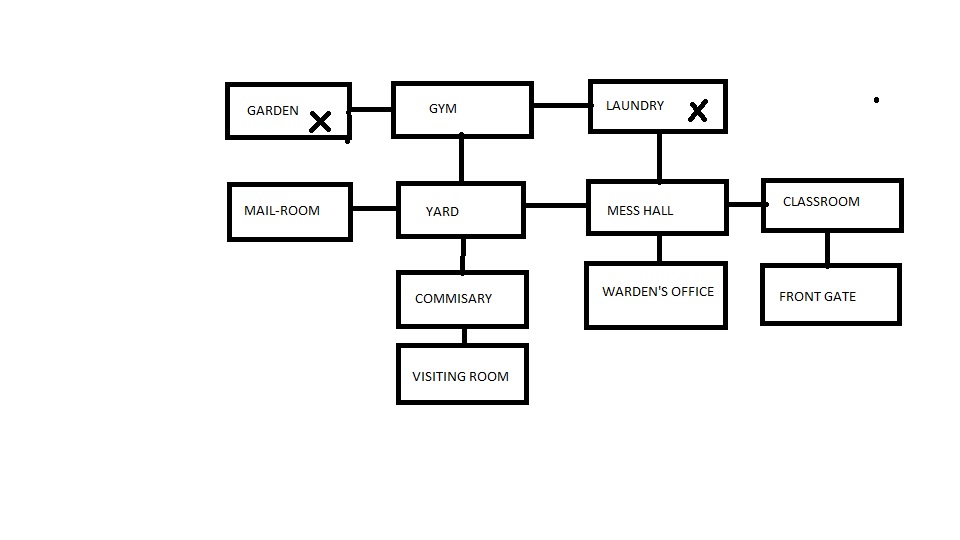 GARDEN
GYM
LAUNDRY
MAIL-ROOM
YARD
MESS HALL
CLASSROOM
COMMISARY
WARDEN'S OFFICE
FRONT GATE
VISITING ROOM